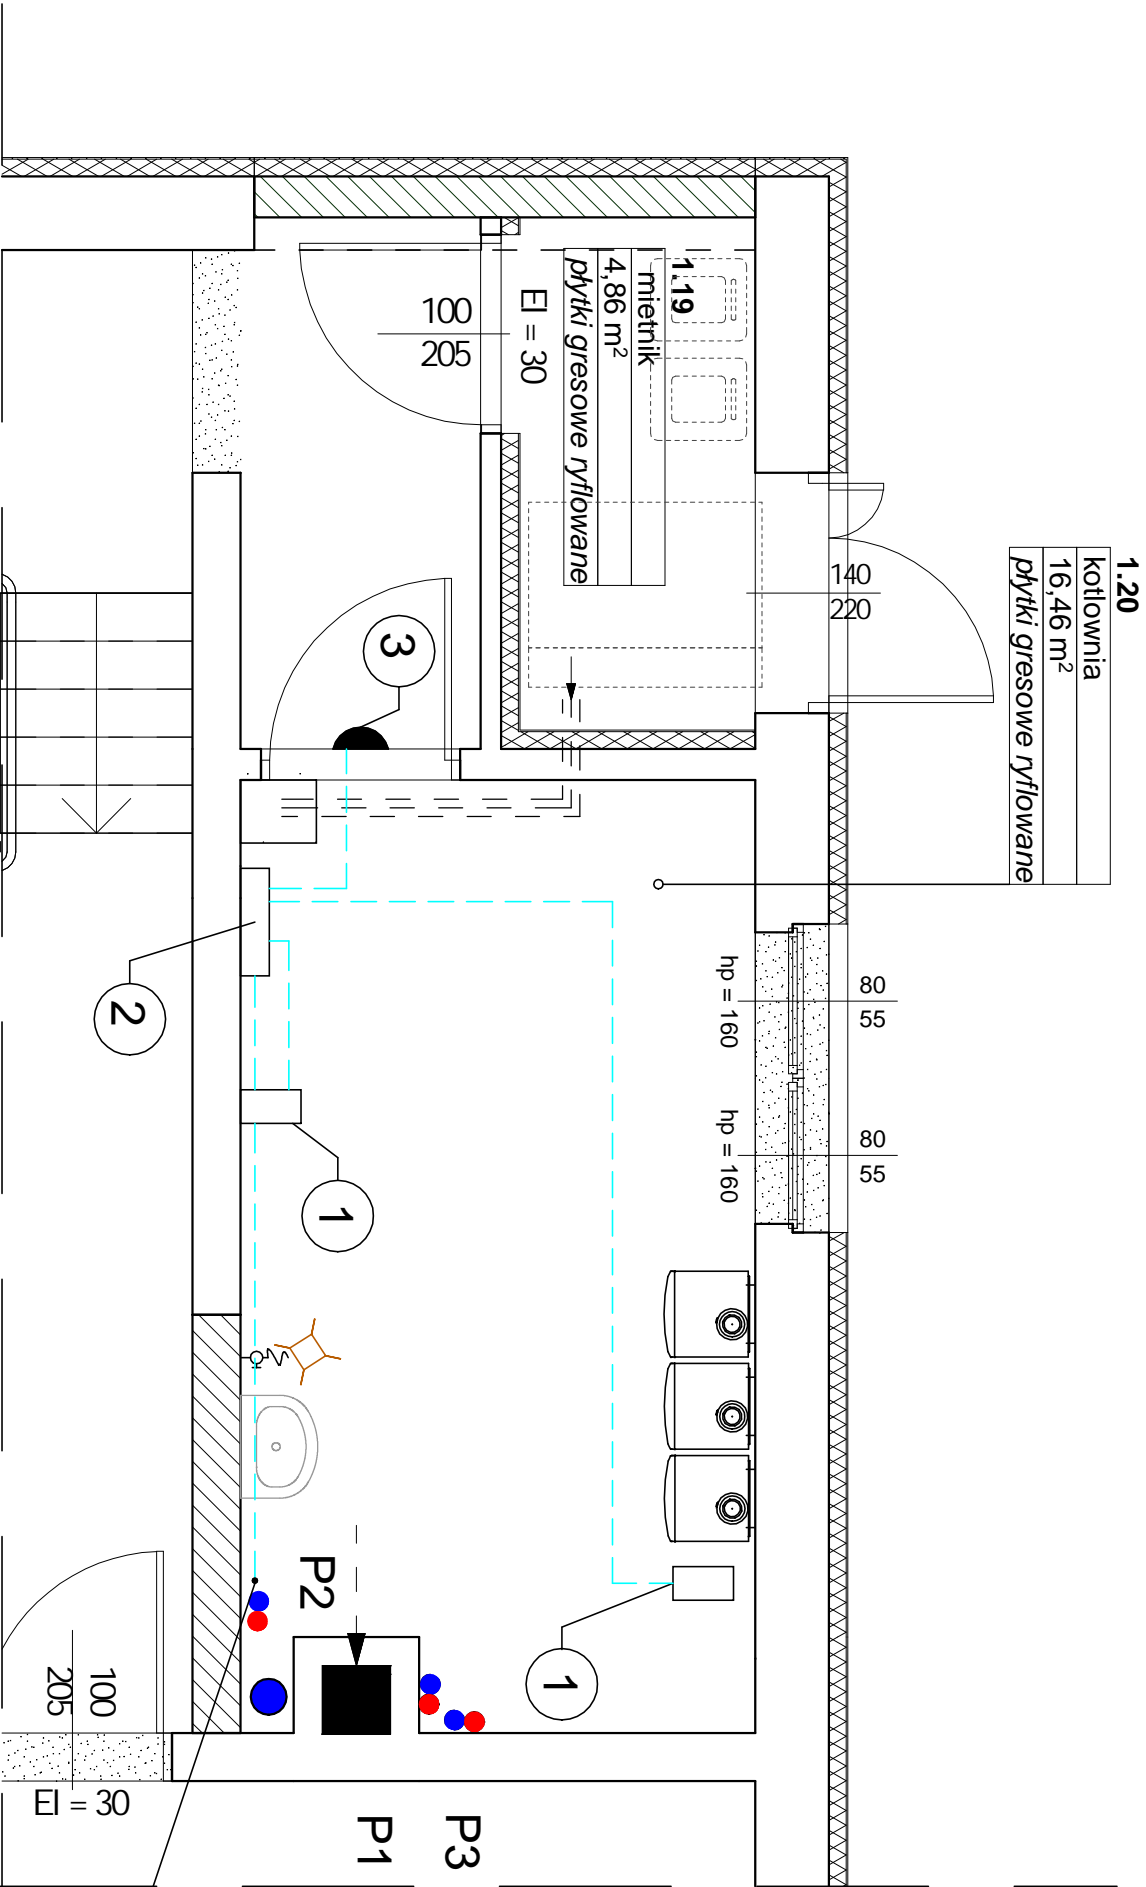 1.20
kotłownia
16,46 m²
płytki gresowe ryflowane
1.19
mietnik
4,86 m²
płytki gresowe ryflowane
EI = 30
100
205
140
220
3
80
55
hp = 160
80
55
hp = 160
2
1
1
P2
P1
P3
100
205
EI = 30